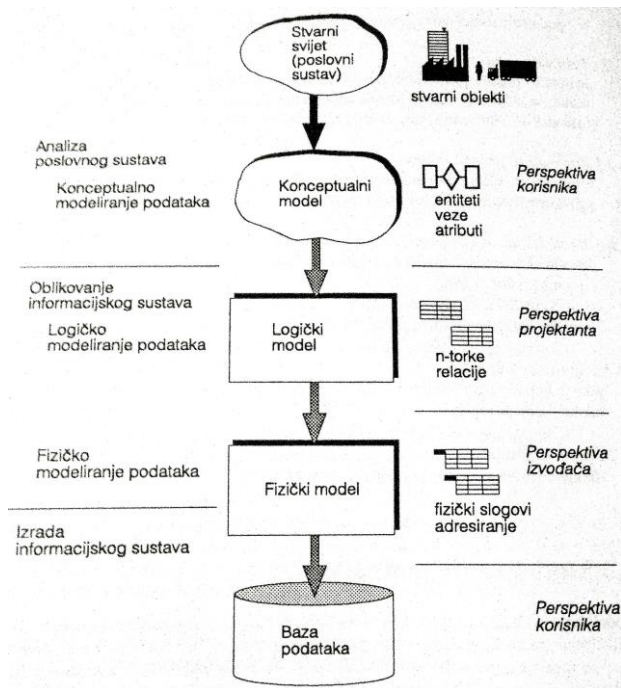 Stvarni
svijet
(poslovni
sustav)
stvarni objekti
Analiza
poslovnog sustava
Konceptualno
modeliranje podataka
Konceptualni
model
entiteti
veze
atributi
Perspektiva
korisnika
Oblikovanje
informacijskog sustava
Logičko
modeliranje podataka
Logički
model
n-torke
relacije
Perspektiva
projektanta
Fizičko
modeliranje podataka
Fizički model
fizički slogovi
adresiranje
Perspektiva
izvođača
Izrada
informacijskog sustava
Baza
podataka
Perspektiva
korisnika